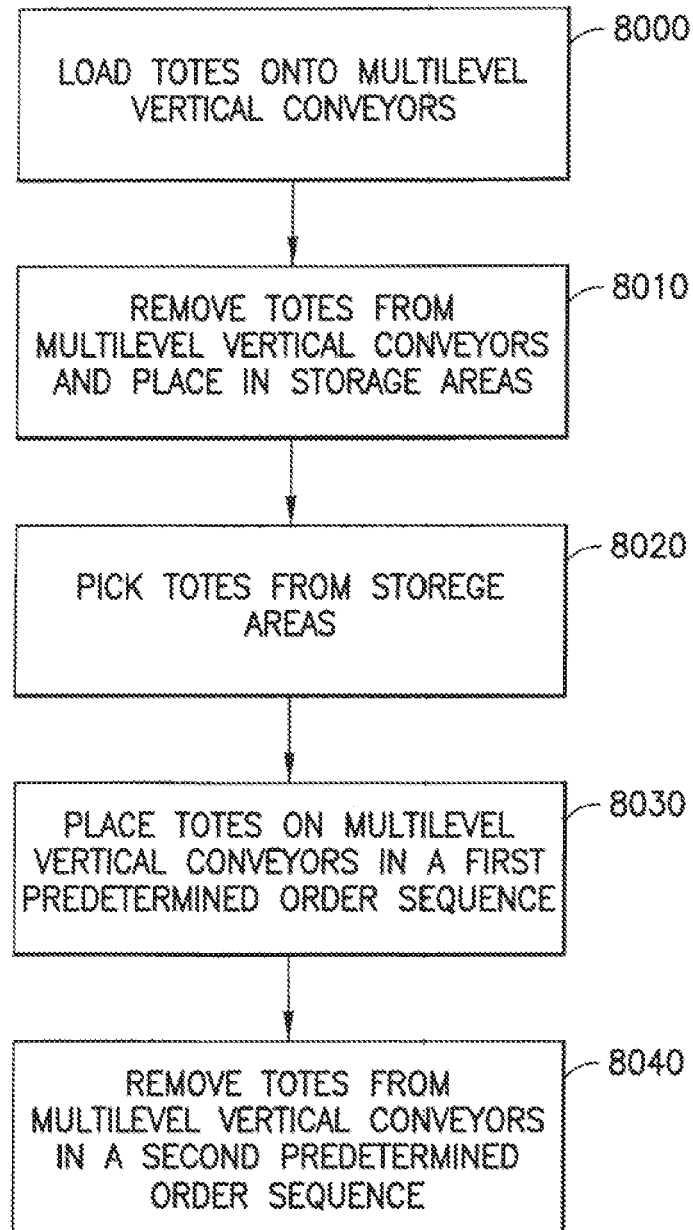 8000
LOAD TOTES ONTO MULTILEVEL
VERTICAL CONVEYORS
8010
REMOVE TOTES FROM
MULTILEVEL VERTICAL CONVEYORS
AND PLACE IN STORAGE AREAS
8020
PICK TOTES FROM STOREGE
AREAS
8030
PLACE TOTES ON MULTILEVEL
VERTICAL CONVEYORS IN A FIRST
PREDETERMINED ORDER SEQUENCE
8040
REMOVE TOTES FROM
MULTILEVEL VERTICAL CONVEYORS
IN A SECOND PREDETERMINED
ORDER SEQUENCE